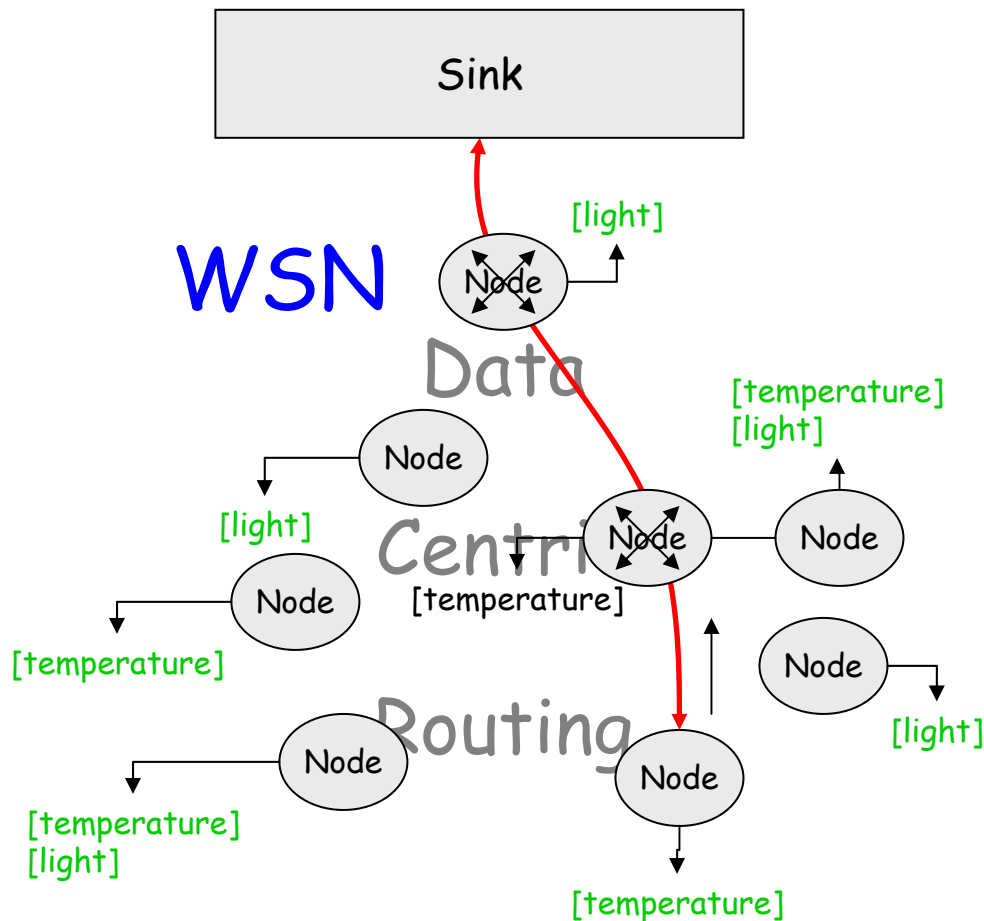 Sink
[light]
WSN
Node
Data
[temperature]
[light]
Node
[light]
Centri
Node
Node
[temperature]
Node
[temperature]
Node
[light]
Routing
Node
Node
[temperature]
[light]
[temperature]